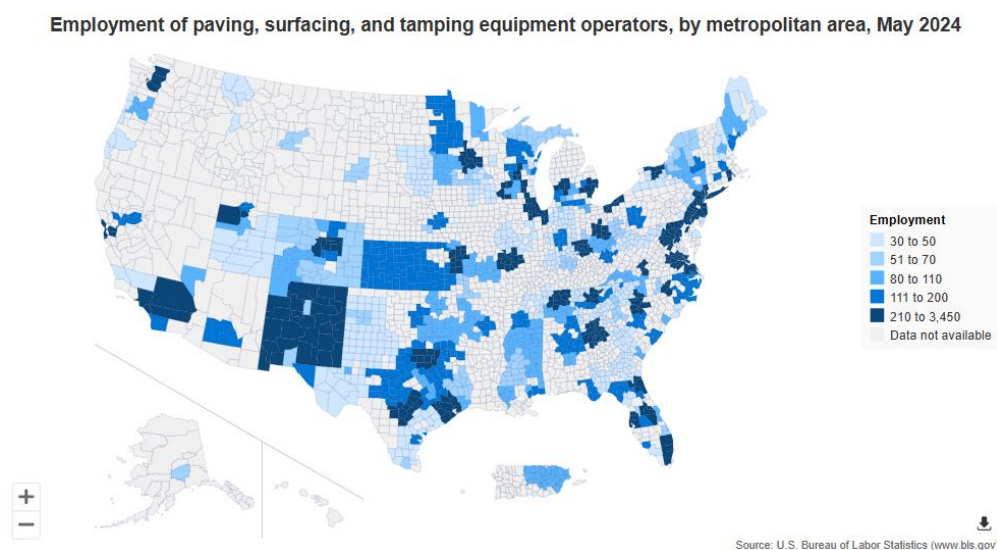 Employment of paving, surfacing, and tamping equipment operators, by metropolitan area, May 2024
Employment
30 to 50
51 to 70
80 to 110
111 to 200
210 to 3,450
Data not available
+
−
Source: U.S. Bureau of Labor Statistics (www.bls.gov)